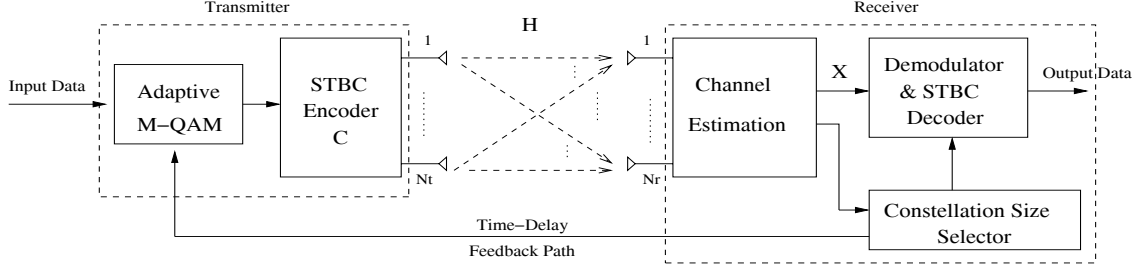 Transmitter
Receiver
Input Data
Adaptive
M−QAM
STBC
Encoder
C
1
Nt
H
1
Nr
Channel
Estimation
X
Demodulator
& STBC
Decoder
Output Data
Constellation Size
Selector
Time−Delay
Feedback Path